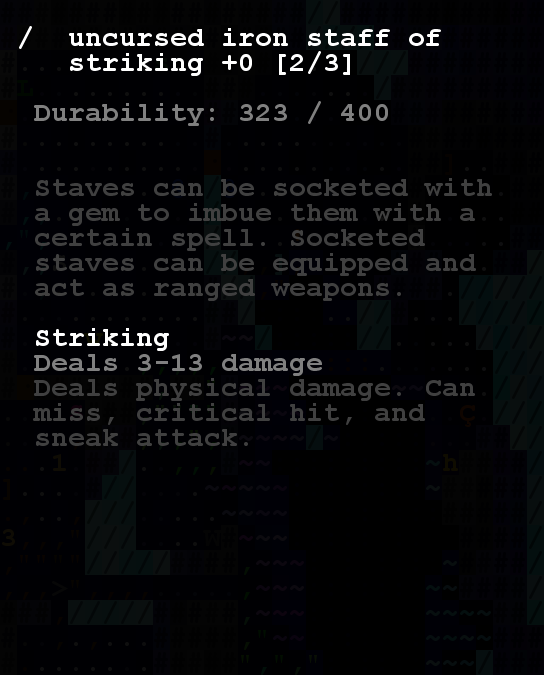 / uncursed iron staff of
striking +0 [2/3]
Durability: 323 / 400
Staves can be socketed with
a gem to imbue them with a
certain spell. Socketed
staves can be equipped and
act as ranged weapons.
Striking
Deals 3-13 damage
Deals physical damage. Can
miss, critical hit, and
sneak attack.